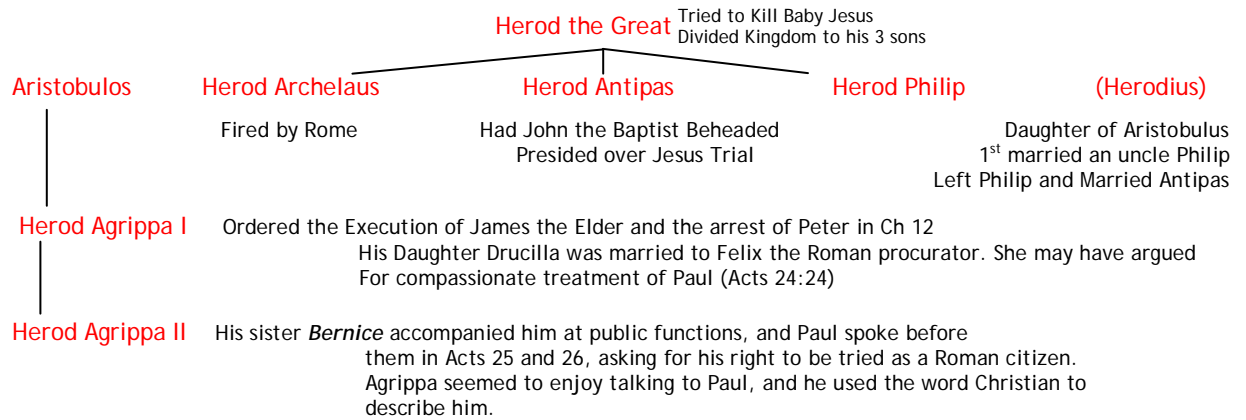 Herod the Great Tried to Kill Baby Jesus
Divided Kingdom to his 3 sons
Aristobulos Herod Archelaus Herod Antipas Herod Philip (Herodius)
Fired by Rome Had John the Baptist Beheaded Daughter of Aristobulus
Presided over Jesus Trial 1st married an uncle Philip
Left Philip and Married Antipas
Herod Agrippa I Ordered the Execution of James the Elder and the arrest of Peter in Ch 12
His Daughter Drucilla was married to Felix the Roman procurator. She may have argued
For compassionate treatment of Paul (Acts 24:24)
Herod Agrippa II His sister Bernice accompanied him at public functions, and Paul spoke before
them in Acts 25 and 26, asking for his right to be tried as a Roman citizen.
Agrippa seemed to enjoy talking to Paul, and he used the word Christian to
describe him.